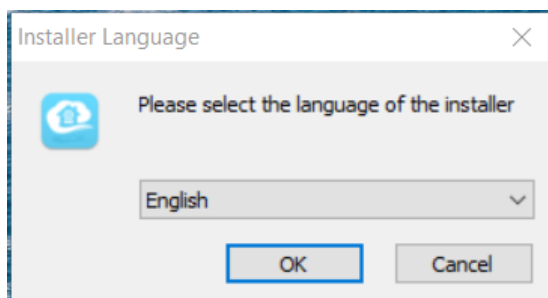 Installer Language
Please select the language of the installer
English
OK
Cancel